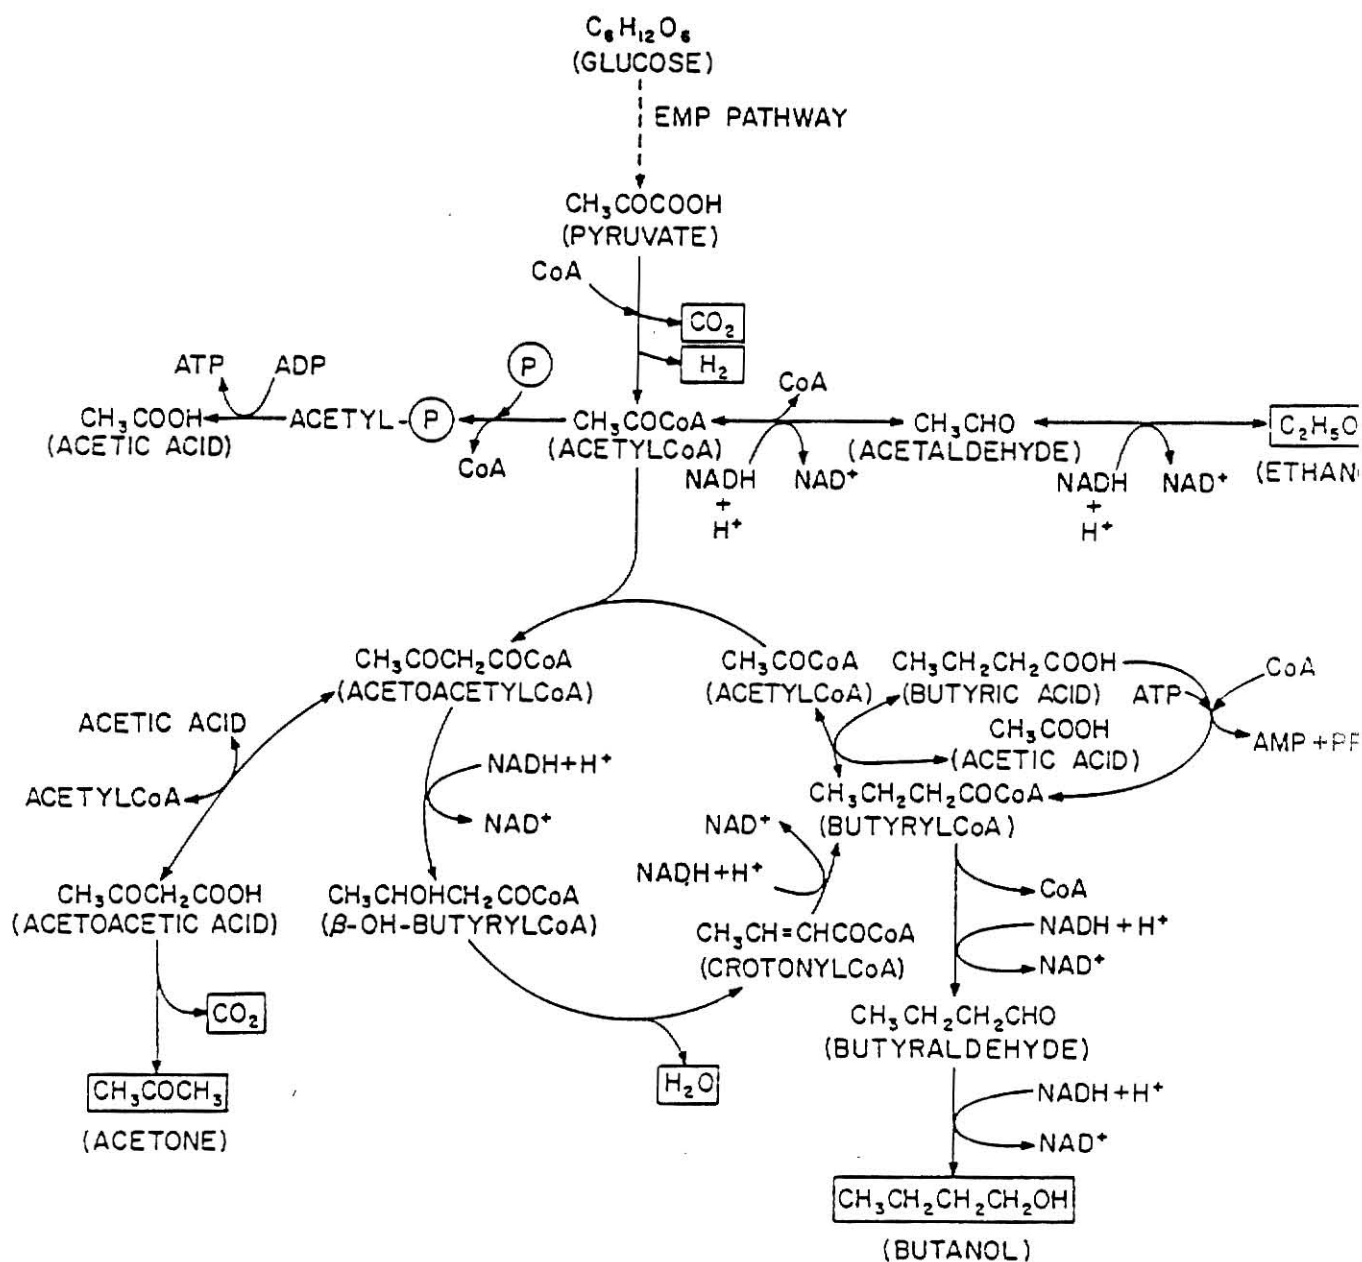 C₆H₁₂O₆
(GLUCOSE)
EMP PATHWAY
CH₃COCOOH
(PYRUVATE)
CoA
CO₂
H₂
ATP
ADP
P
CoA
CH₃COOH
(ACETIC ACID)
ACETYL-P
CoA
CH₃COCoA
(ACETYLCoA)
NADH
+
H⁺
NAD⁺
CH₃CHO
(ACETALDEHYDE)
NADH
+
H⁺
NAD⁺
C₂H₅O
(ETHAN
CH₃COCH₂COCoA
(ACETOACETYLCoA)
CH₃COCoA
(ACETYLCoA)
CH₃CH₂CH₂COOH
(BUTYRIC ACID)
ATP
CoA
ACETIC ACID
CH₃COOH
(ACETIC ACID)
AMP+PP
NADH+H⁺
ACETYLCoA
NAD⁺
CH₃CH₂CH₂COCoA
(BUTYRYLCoA)
NAD⁺
NADH+H⁺
CoA
CH₃COCH₂COOH
(ACETOACETIC ACID)
CH₃CHOHCH₂COCoA
(β-OH-BUTYRYLCoA)
CH₃CH=CHCOCoA
(CROTONYLCoA)
NADH+H⁺
NAD⁺
CO₂
CH₃CH₂CH₂CHO
(BUTYRALDEHYDE)
CH₃COCH₃
(ACETONE)
H₂O
NADH+H⁺
NAD⁺
CH₃CH₂CH₂CH₂OH
(BUTANOL)